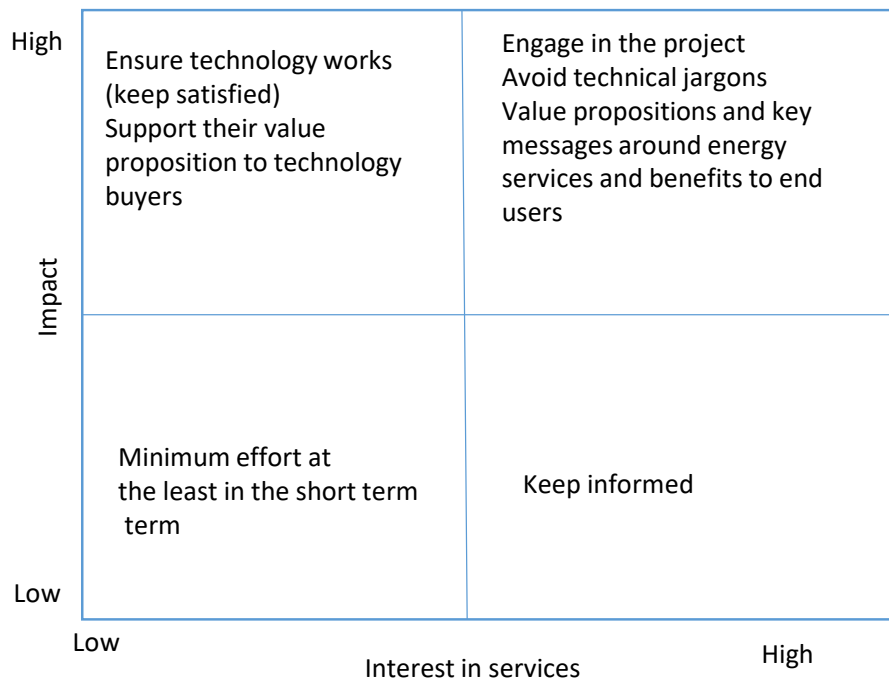 High
Ensure technology works
(keep satisfied)
Support their value
proposition to technology
buyers
Engage in the project
Avoid technical jargons
Value propositions and key
messages around energy
services and benefits to end
users
Impact
Minimum effort at
the least in the short term
term
Keep informed
Low
Low
Interest in services
High